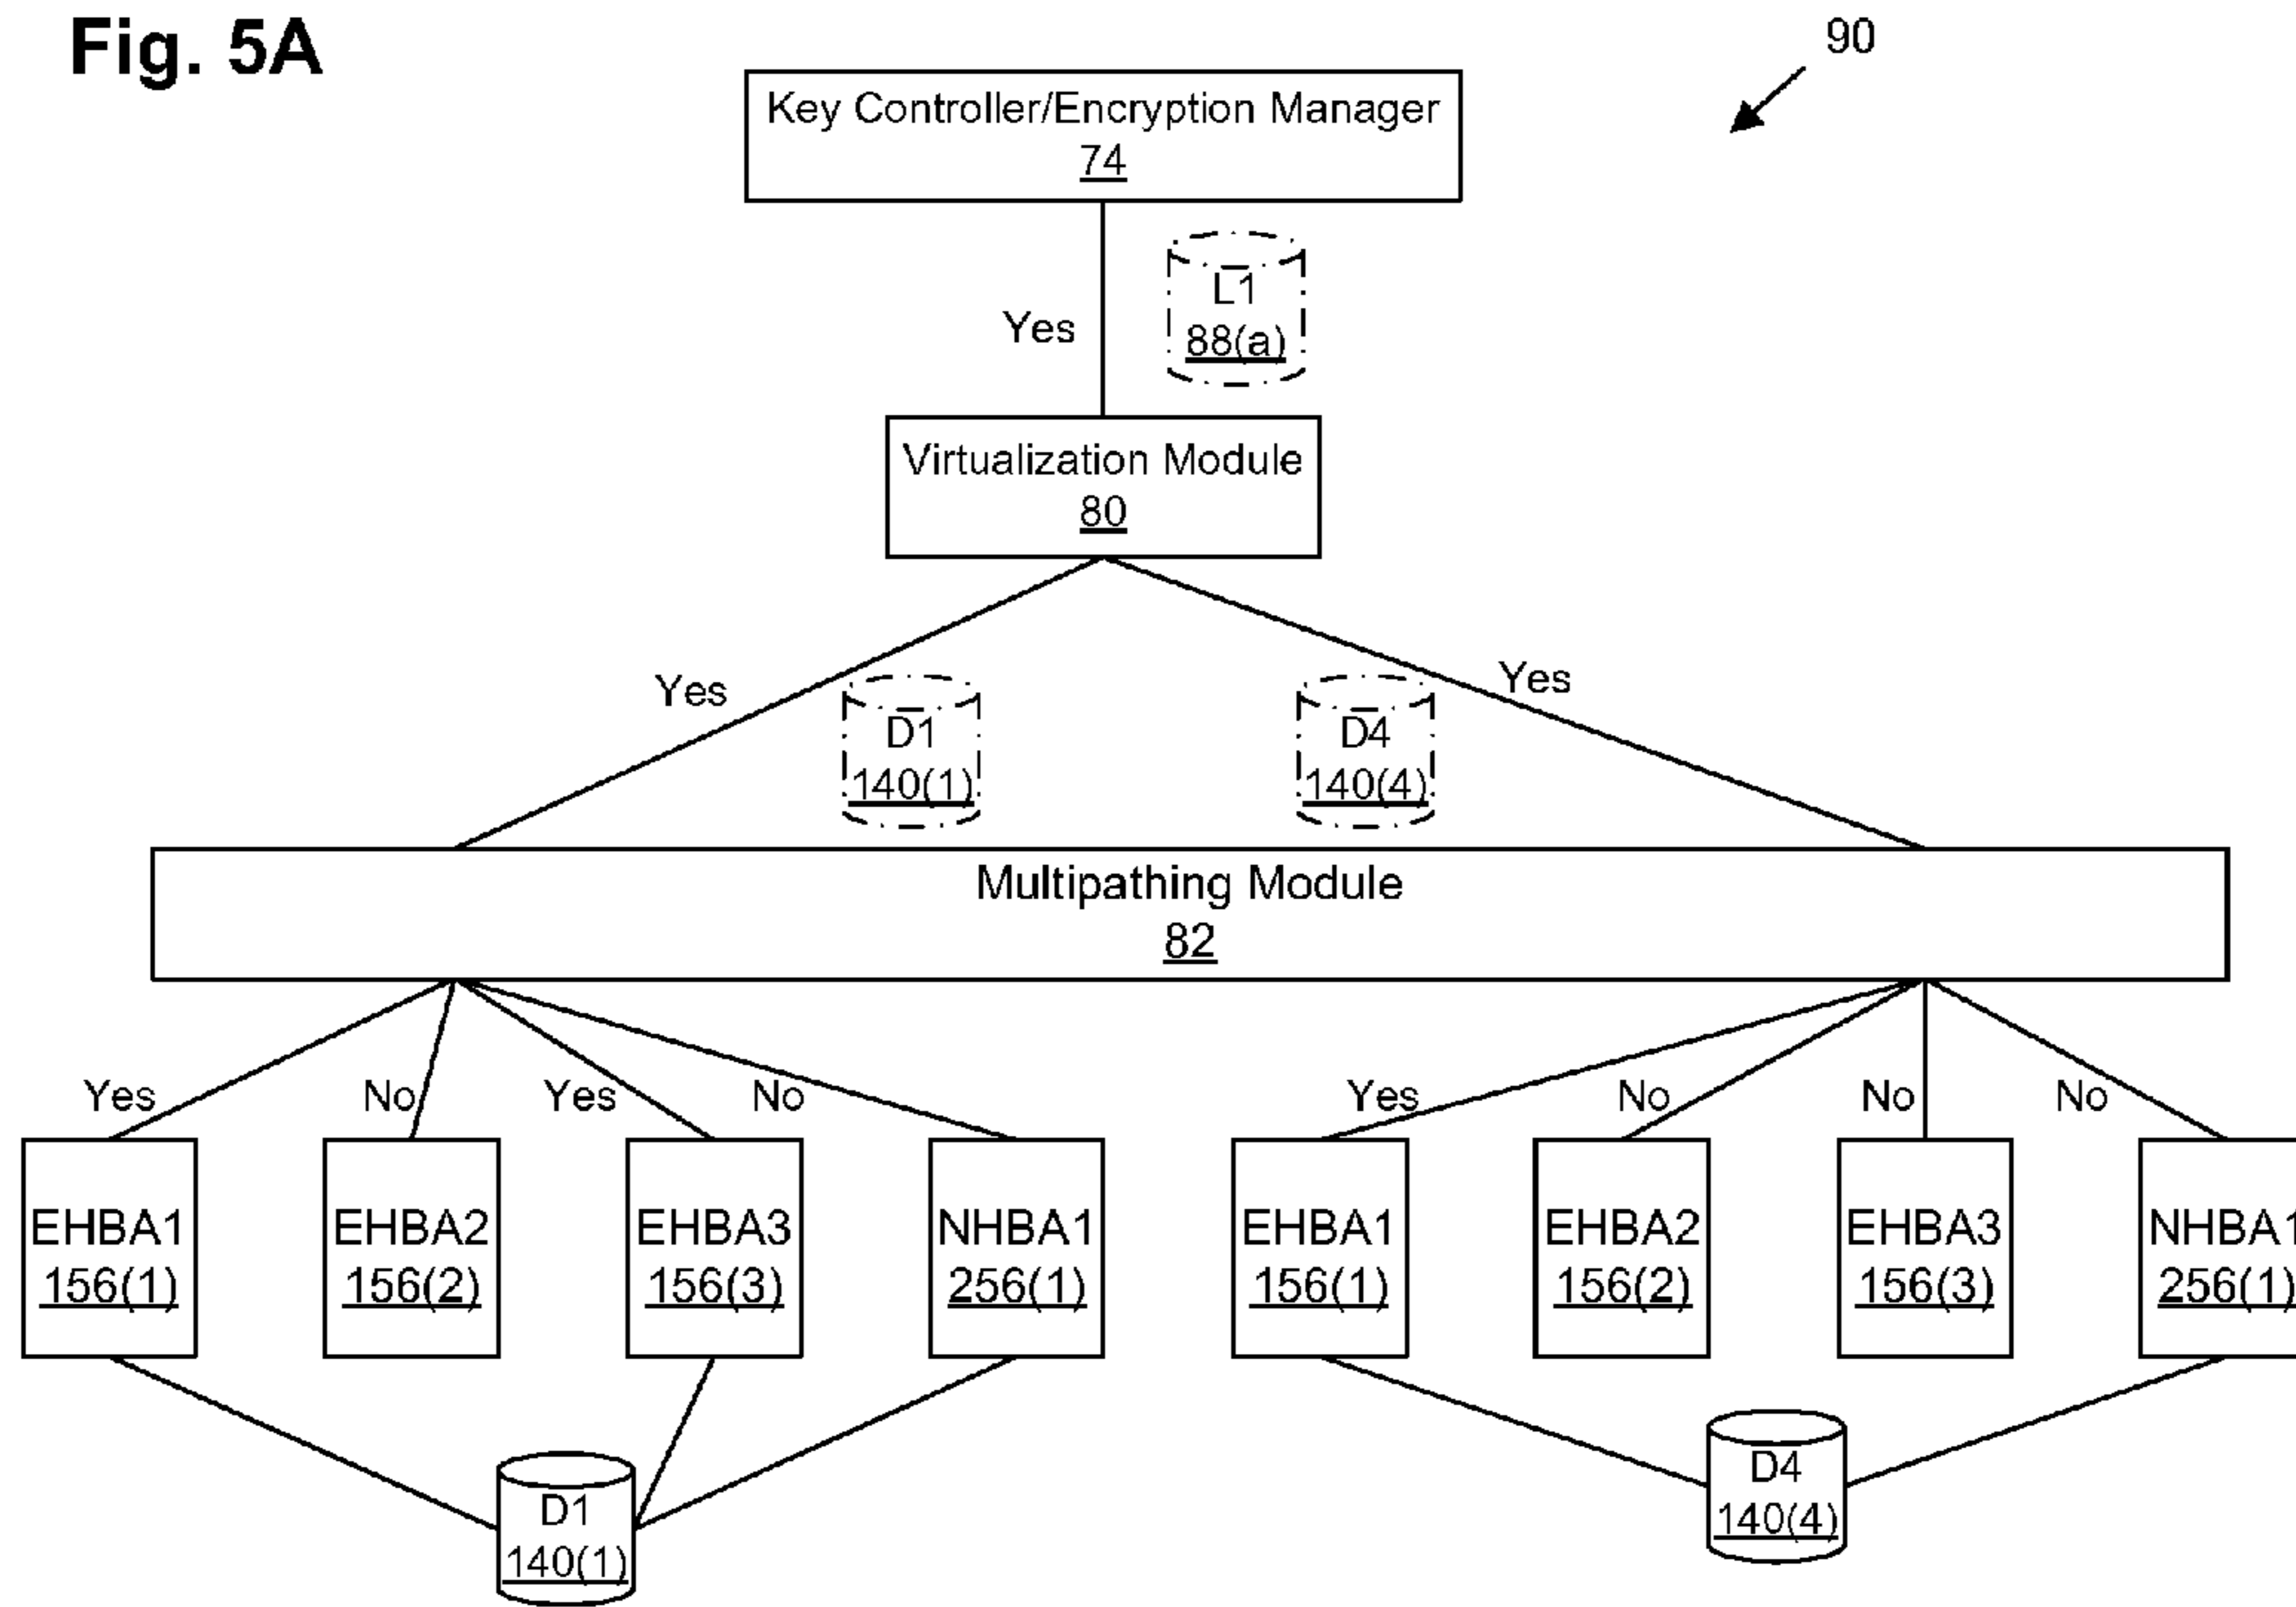 Fig. 5A
90
Key Controller/Encryption Manager
74
L1
88(a)
Yes
Virtualization Module
80
Yes
Yes
D1
140(1)
D4
140(4)
Multipathing Module
82
Yes
No
Yes
No
Yes
No
No
No
EHBA1
156(1)
EHBA2
156(2)
EHBA3
156(3)
NHBA1
256(1)
EHBA1
156(1)
EHBA2
156(2)
EHBA3
156(3)
NHBA1
256(1)
D1
140(1)
D4
140(4)